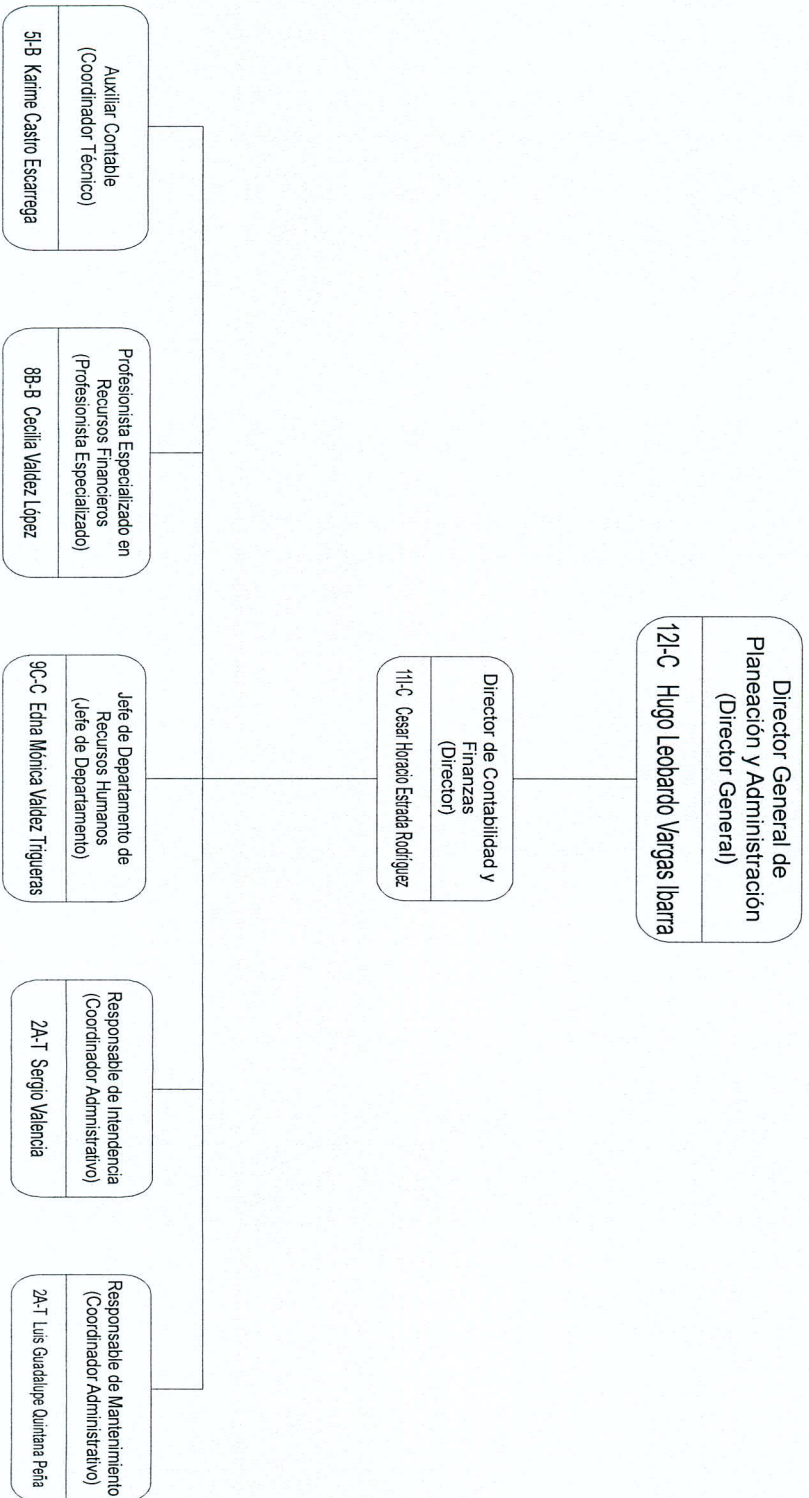 Director General de
Planeación y Administración
(Director General)
12I-C Hugo Leobardo Vargas Ibarra
Director de Contabilidad y
Finanzas
(Director)
11I-C Cesar Horacio Estrada Rodríguez
Auxiliar Contable
(Coordinador Técnico)
5I-B Karime Castro Escarrega
Profesionista Especializado en
Recursos Financieros
(Profesionista Especializado)
8B-B Cecilia Valdez López
Jefe de Departamento de
Recursos Humanos
(Jefe de Departamento)
9C-C Edna Mónica Valdez Trigueras
Responsable de Intendencia
(Coordinador Admnistrativo)
2A-T Sergio Valencia
Responsable de Mantenimiento
(Coordinador Administrativo)
2A-T Luis Guadalupe Quintana Peña